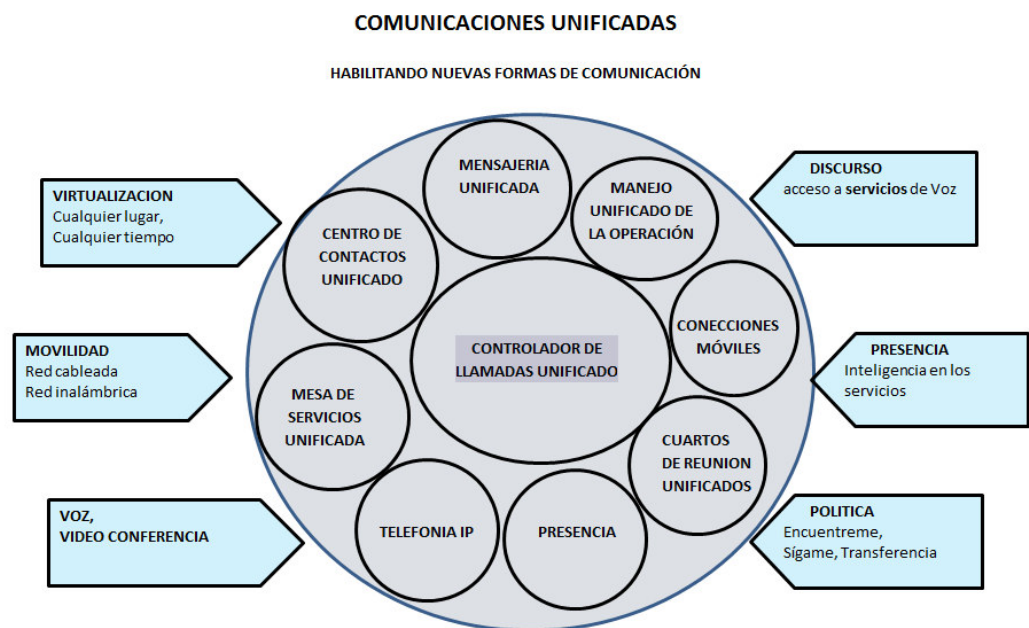 COMUNICACIONES UNIFICADAS
HABILITANDO NUEVAS FORMAS DE COMUNICACIÓN
VIRTUALIZACION
Cualquier lugar,
Cualquier tiempo
MOVILIDAD
Red cableada
Red inalámbrica
VOZ,
VIDEO CONFERENCIA
MENSAJERIA
UNIFICADA
MANEJO
UNIFICADO DE
LA OPERACIÓN
CENTRO DE
CONTACTOS
UNIFICADO
CONECCIONES
MÓVILES
CONTROLADOR DE
LLAMADAS UNIFICADO
MESA DE
SERVICIOS
UNIFICADA
CUARTOS
DE REUNION
UNIFICADOS
TELEFONIA IP
PRESENCIA
DISCURSO
acceso a servicios de Voz
PRESENCIA
Inteligencia en los
servicios
POLITICA
Encuentreme,
Sígame, Transferencia